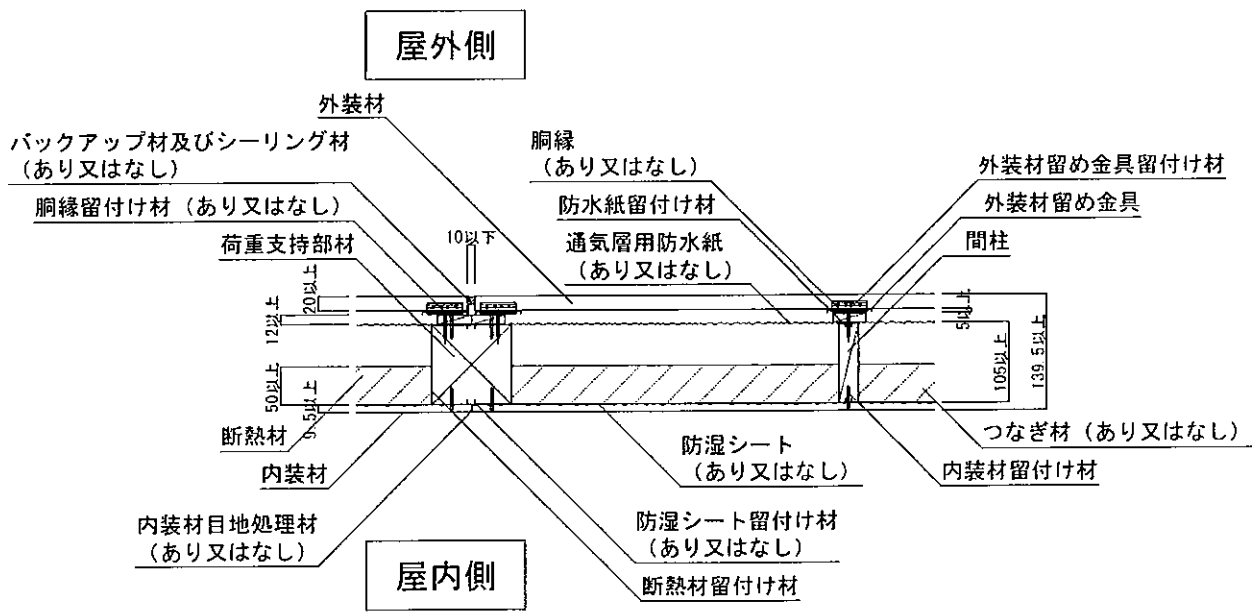 屋外側
外装材
バックアップ材及びシーリング材
(あり又はなし)
胴縁留付け材（あり又はなし）
荷重支持部材
10以下
胴縁
(あり又はなし)
防水紙留付け材
通気層用防水紙
(あり又はなし)
外装材留め金具留付け材
外装材留め金具
間柱
20以上
12以上
50以上
9.5以上
5以上
105以上
139.5以上
断熱材
内装材
内装材目地処理材
(あり又はなし)
防湿シート
(あり又はなし)
防湿シート留付け材
(あり又はなし)
断熱材留付け材
つなぎ材（あり又はなし）
内装材留付け材
屋内側